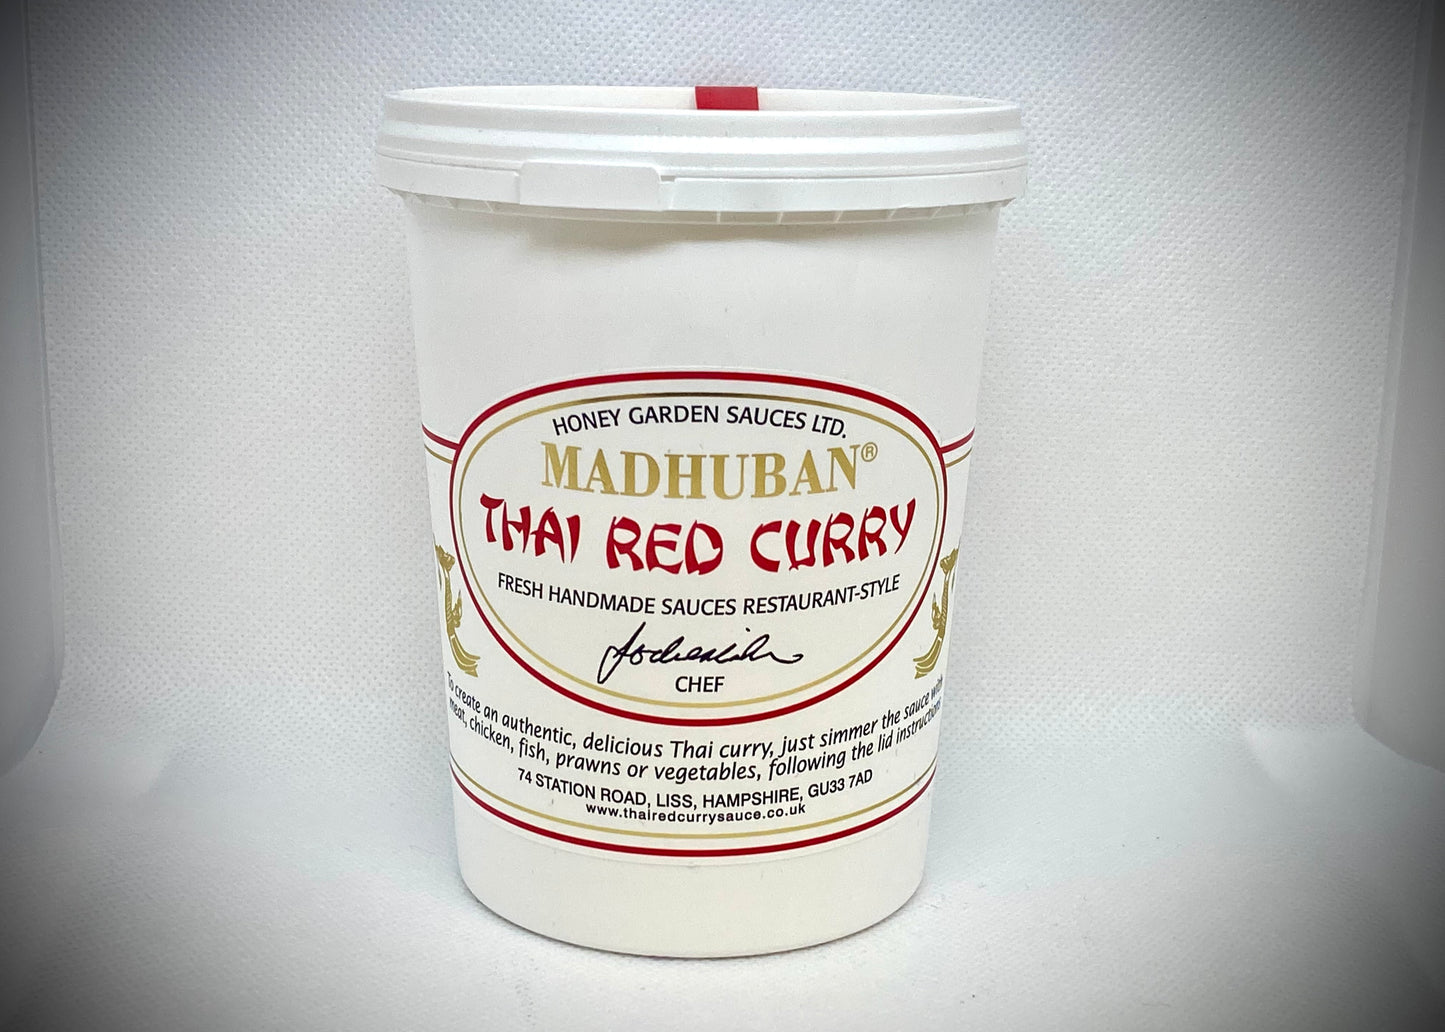 HONEY GARDEN SAUCES LTD.
MADHUBAN®
THAI RED CURRY
FRESH HANDMADE SAUCES RESTAURANT-STYLE
CHEF
To create an authentic, delicious Thai curry, just simmer the sauce with
meat, chicken, fish, prawns or vegetables, following the lid instructions
74 STATION ROAD, LISS, HAMPSHIRE, GU33 7AD
www.thairedcurrysauce.co.uk